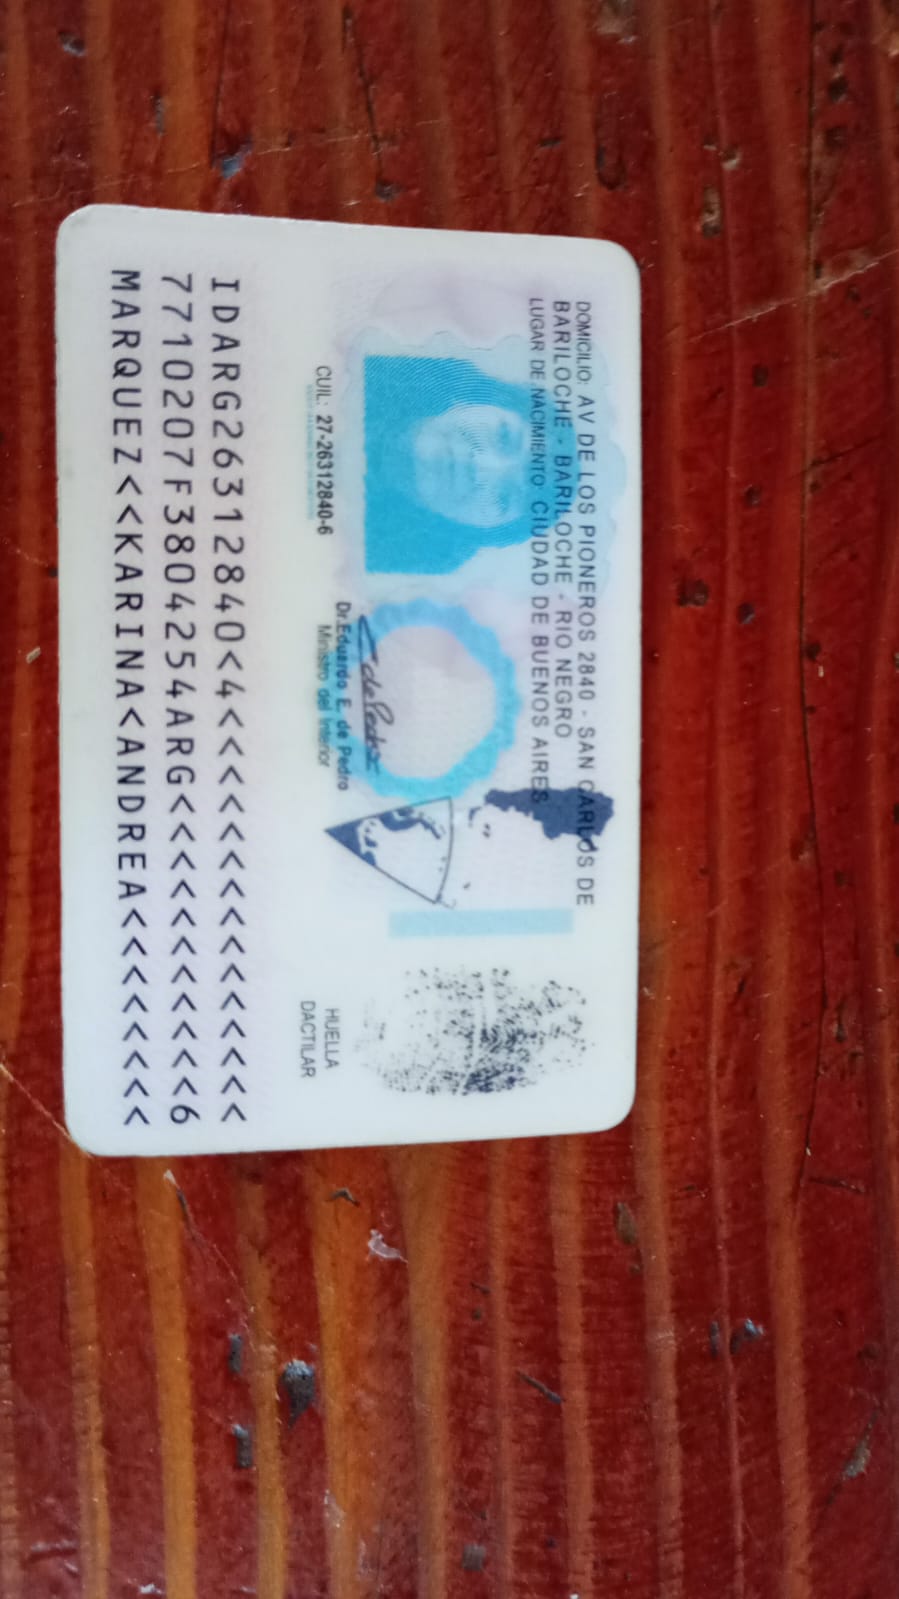 DOMICILIO: AV DE LOS PIONEROS 2840 - SAN CARLOS DE
BARILOCHE - BARILOCHE - RIO NEGRO
LUGAR DE NACIMIENTO: CIUDAD DE BUENOS AIRES
Dr. Eduardo E. de Pedro
Ministro del Interior
CUIL: 27-26312840-6
HUELLA
DACTILAR
IDARG26312840<4<<<<<<<<<<<<<<<
7710207F3804254ARG<<<<<<<<<<<6
MARQUEZ<<KARINA<ANDREA<<<<<<<<